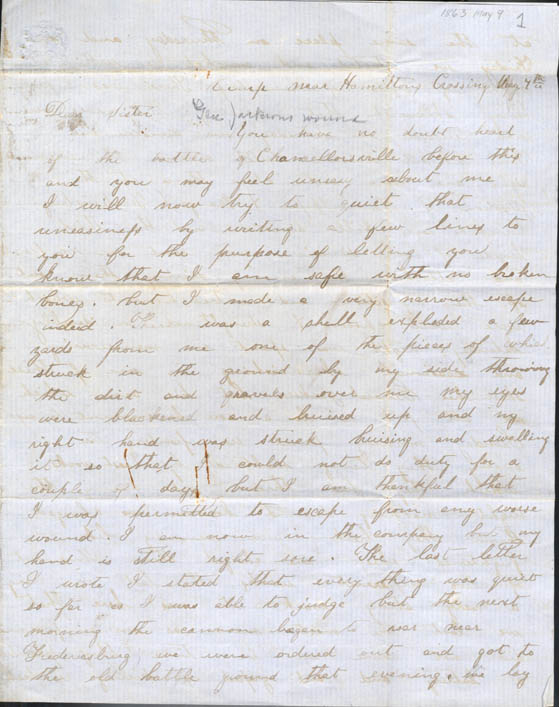 1863 May 9
1
Camp near Hamiltons Crossing May 9th
Dear sister
Gen Jacksons wound
You have no doubt heard
of the battle of Chancellorsville before this
and you may feel uneasy about me
I will now try to quiet that
uneasiness by writing a few lines to
you for the purpose of letting you
know that I am safe with no broken
bones. but I made a very narrow escape
indeed. There was a shell exploded a few
yards from me one of the pieces of which
struck in the ground by my side throwing
the dirt and gravels over me my eyes
were blackened and bruised up and my
right hand was struck bruising and swelling
it so that I could not do duty for a
couple of days but I am thankful that
I was permitted to escape from any worse
wound. I am now in the company but my
hand is still right sore. The last letter
I wrote I stated that every thing was quiet
so far as I was able to judge but the next
morning the cannon began to roar near
Fredericksburg we were ordered out and got to
the old battle ground that evening. we lay